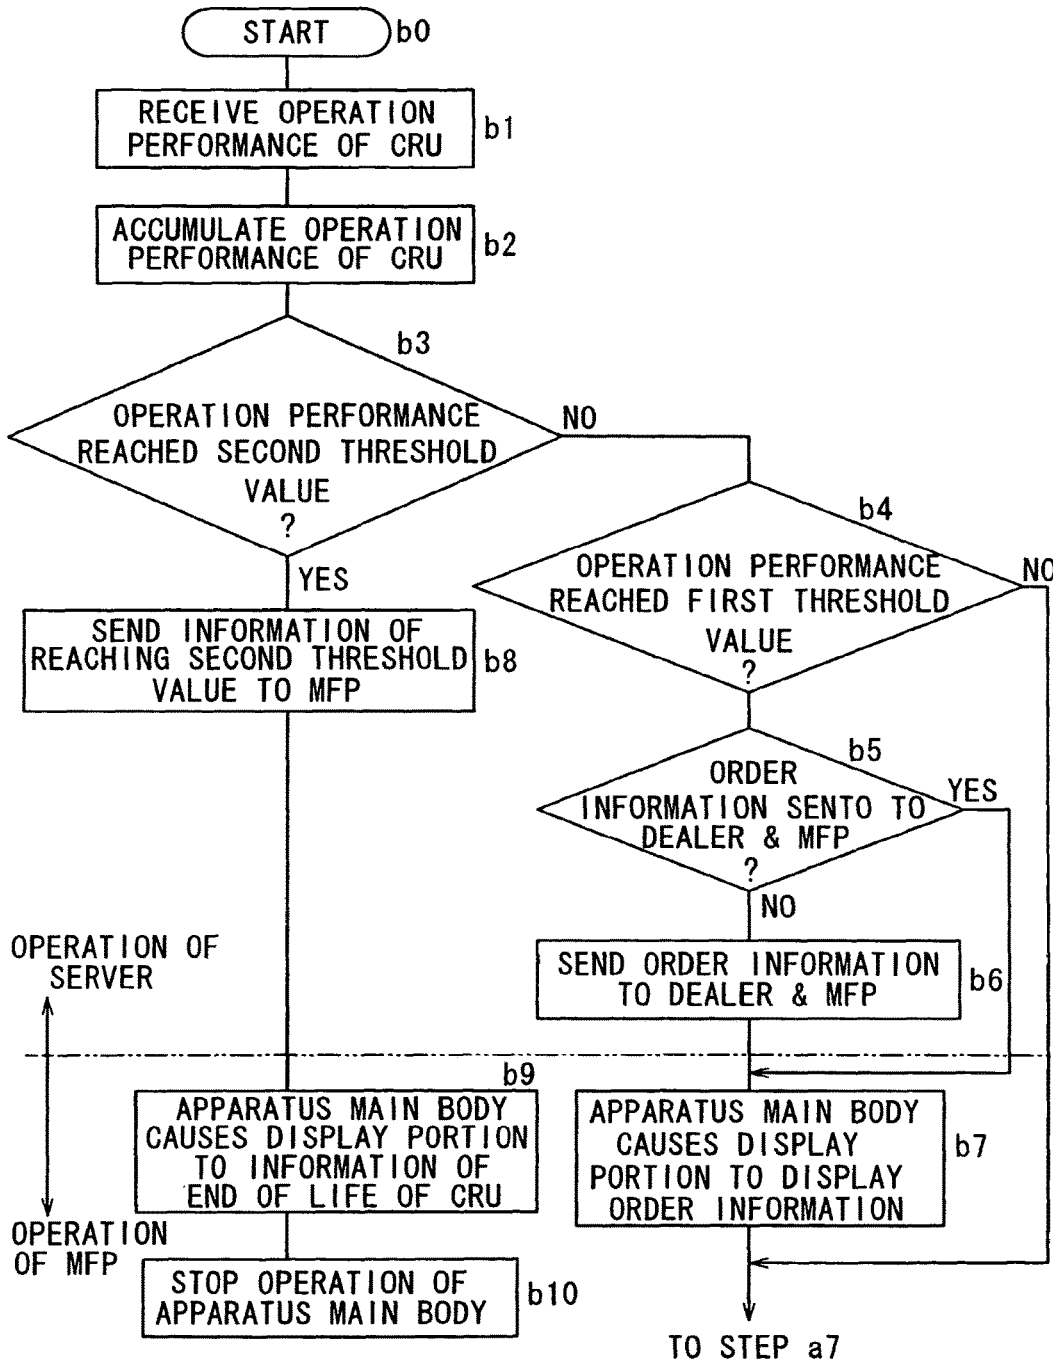 START
b0
RECEIVE OPERATION
PERFORMANCE OF CRU
b1
ACCUMULATE OPERATION
PERFORMANCE OF CRU
b2
b3
OPERATION PERFORMANCE
REACHED SECOND THRESHOLD
VALUE
?
NO
YES
b4
OPERATION PERFORMANCE
REACHED FIRST THRESHOLD
VALUE
?
NO
SEND INFORMATION OF
REACHING SECOND THRESHOLD
VALUE TO MFP
b8
b5
ORDER
INFORMATION SENTO TO
DEALER & MFP
?
YES
NO
SEND ORDER INFORMATION
TO DEALER & MFP
b6
OPERATION OF
SERVER
OPERATION
OF MFP
b9
APPARATUS MAIN BODY
CAUSES DISPLAY PORTION
TO INFORMATION OF
END OF LIFE OF CRU
APPARATUS MAIN BODY
CAUSES DISPLAY
PORTION TO DISPLAY
ORDER INFORMATION
b7
STOP OPERATION OF
APPARATUS MAIN BODY
b10
TO STEP a7